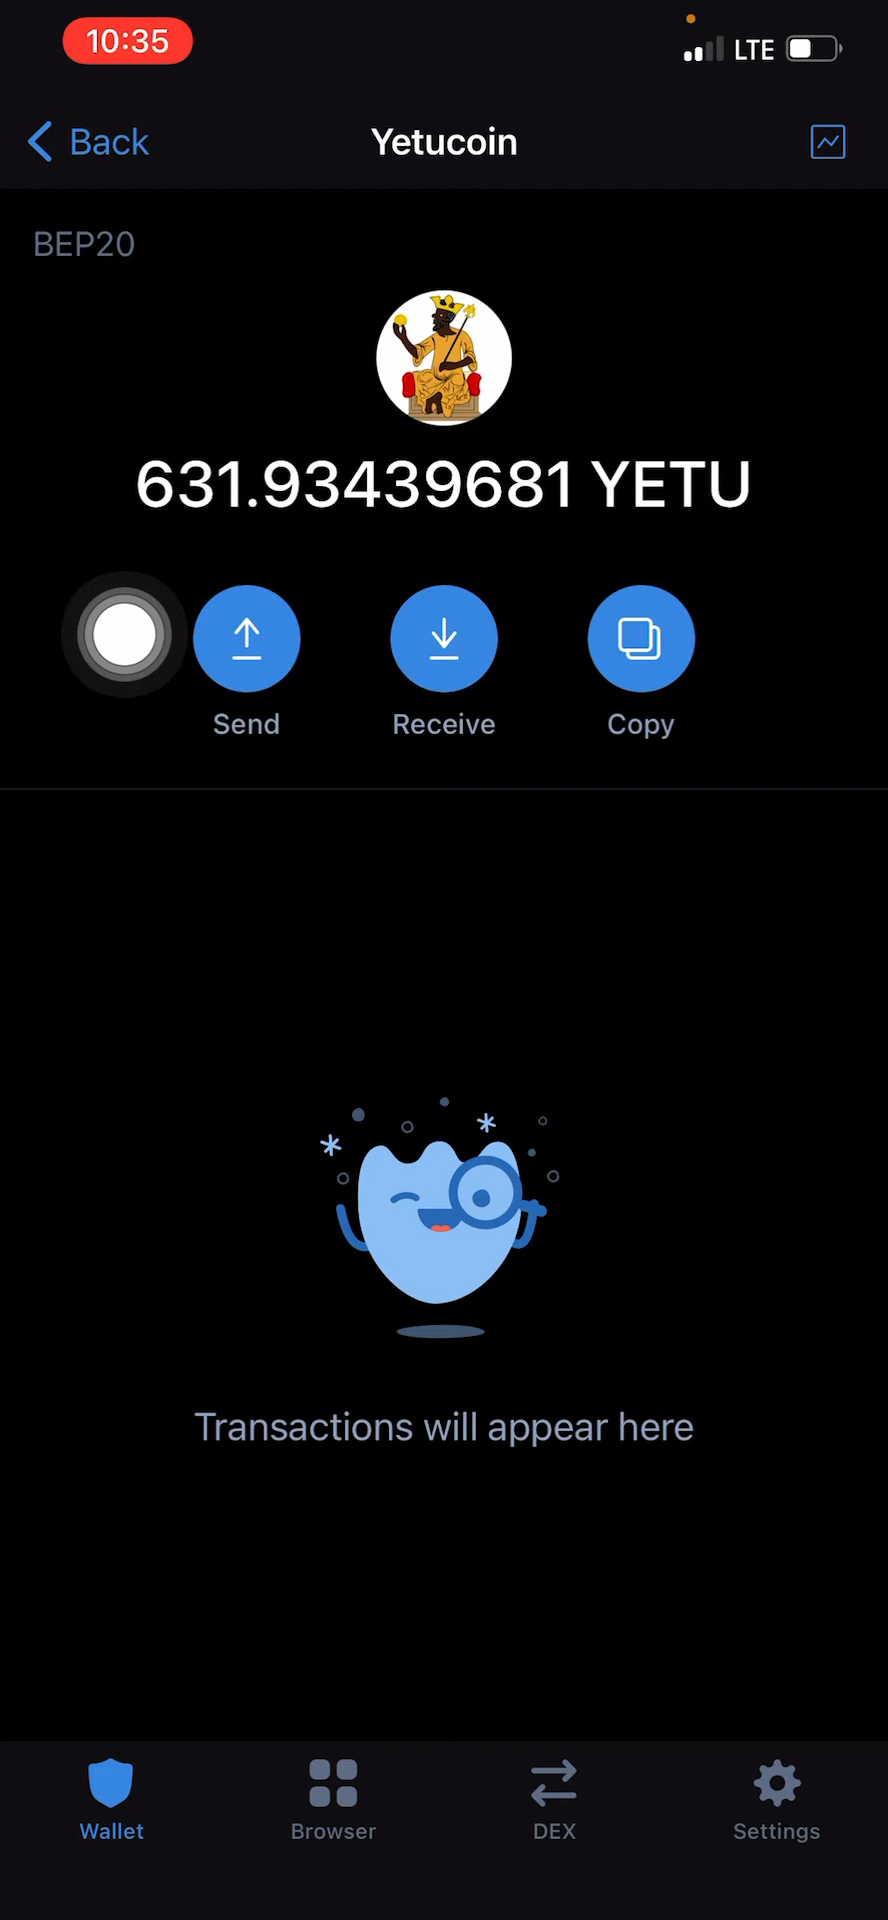 10:35
LTE
Back
Yetucoin
BEP20
631.93439681 YETU
Send
Receive
Copy
Transactions will appear here
Wallet
Browser
DEX
Settings